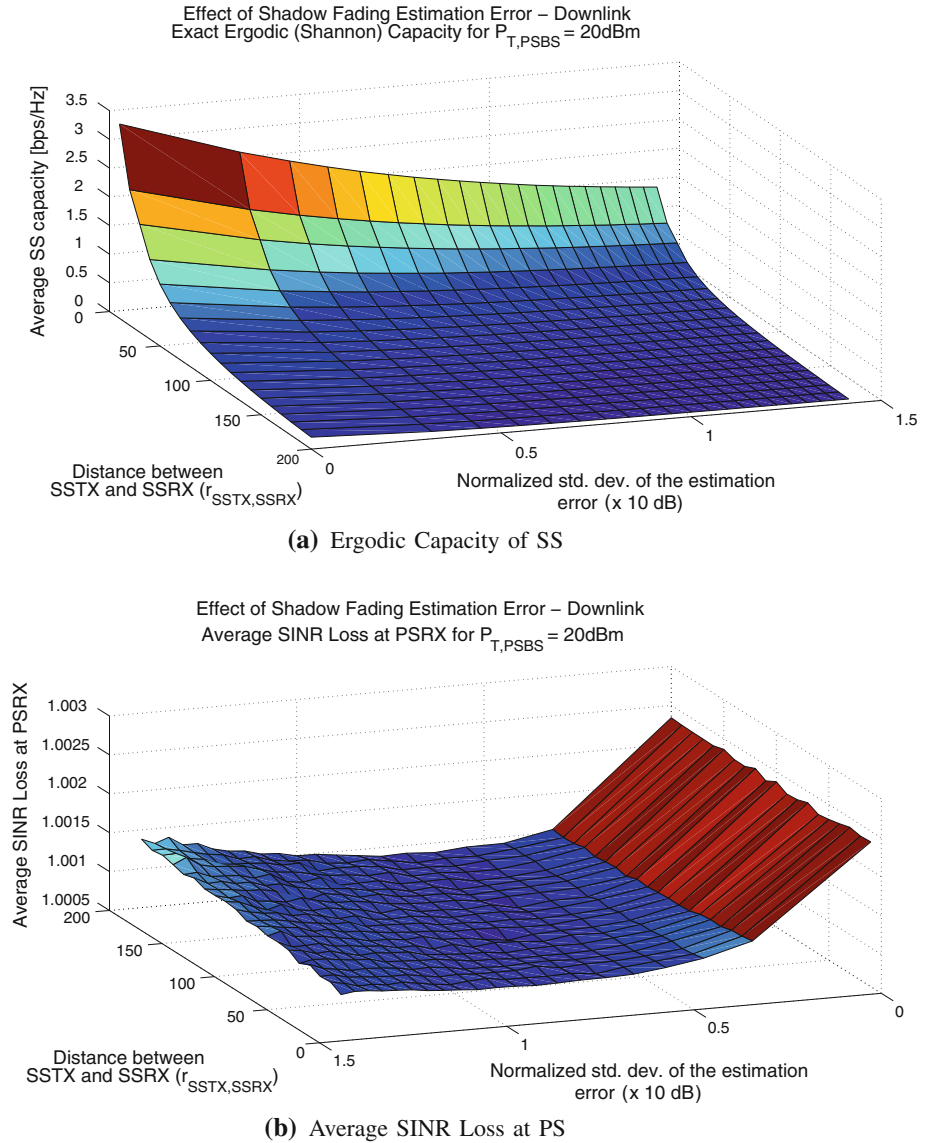 Effect of Shadow Fading Estimation Error – Downlink
Exact Ergodic (Shannon) Capacity for P_T,PSBS = 20dBm
Average SS capacity [bps/Hz]
3.5
3
2.5
2
1.5
1
0.5
0
0
50
100
150
200
0
0.5
1
1.5
Distance between
SSTX and SSRX (r_SSTX,SSRX)
Normalized std. dev. of the estimation
error (x 10 dB)
(a) Ergodic Capacity of SS
Effect of Shadow Fading Estimation Error – Downlink
Average SINR Loss at PSRX for P_T,PSBS = 20dBm
Average SINR Loss at PSRX
1.003
1.0025
1.002
1.0015
1.001
1.0005
200
150
100
50
0
1.5
1
0.5
0
Distance between
SSTX and SSRX (r_SSTX,SSRX)
Normalized std. dev. of the estimation
error (x 10 dB)
(b) Average SINR Loss at PS